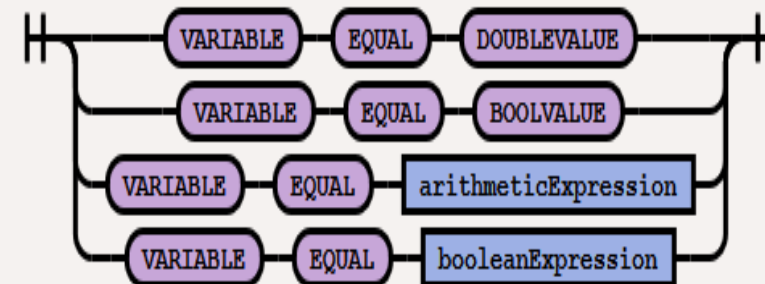 VARIABLE EQUAL DOUBLEVALUE
VARIABLE EQUAL BOOLVALUE
VARIABLE EQUAL arithmeticExpression
VARIABLE EQUAL booleanExpression